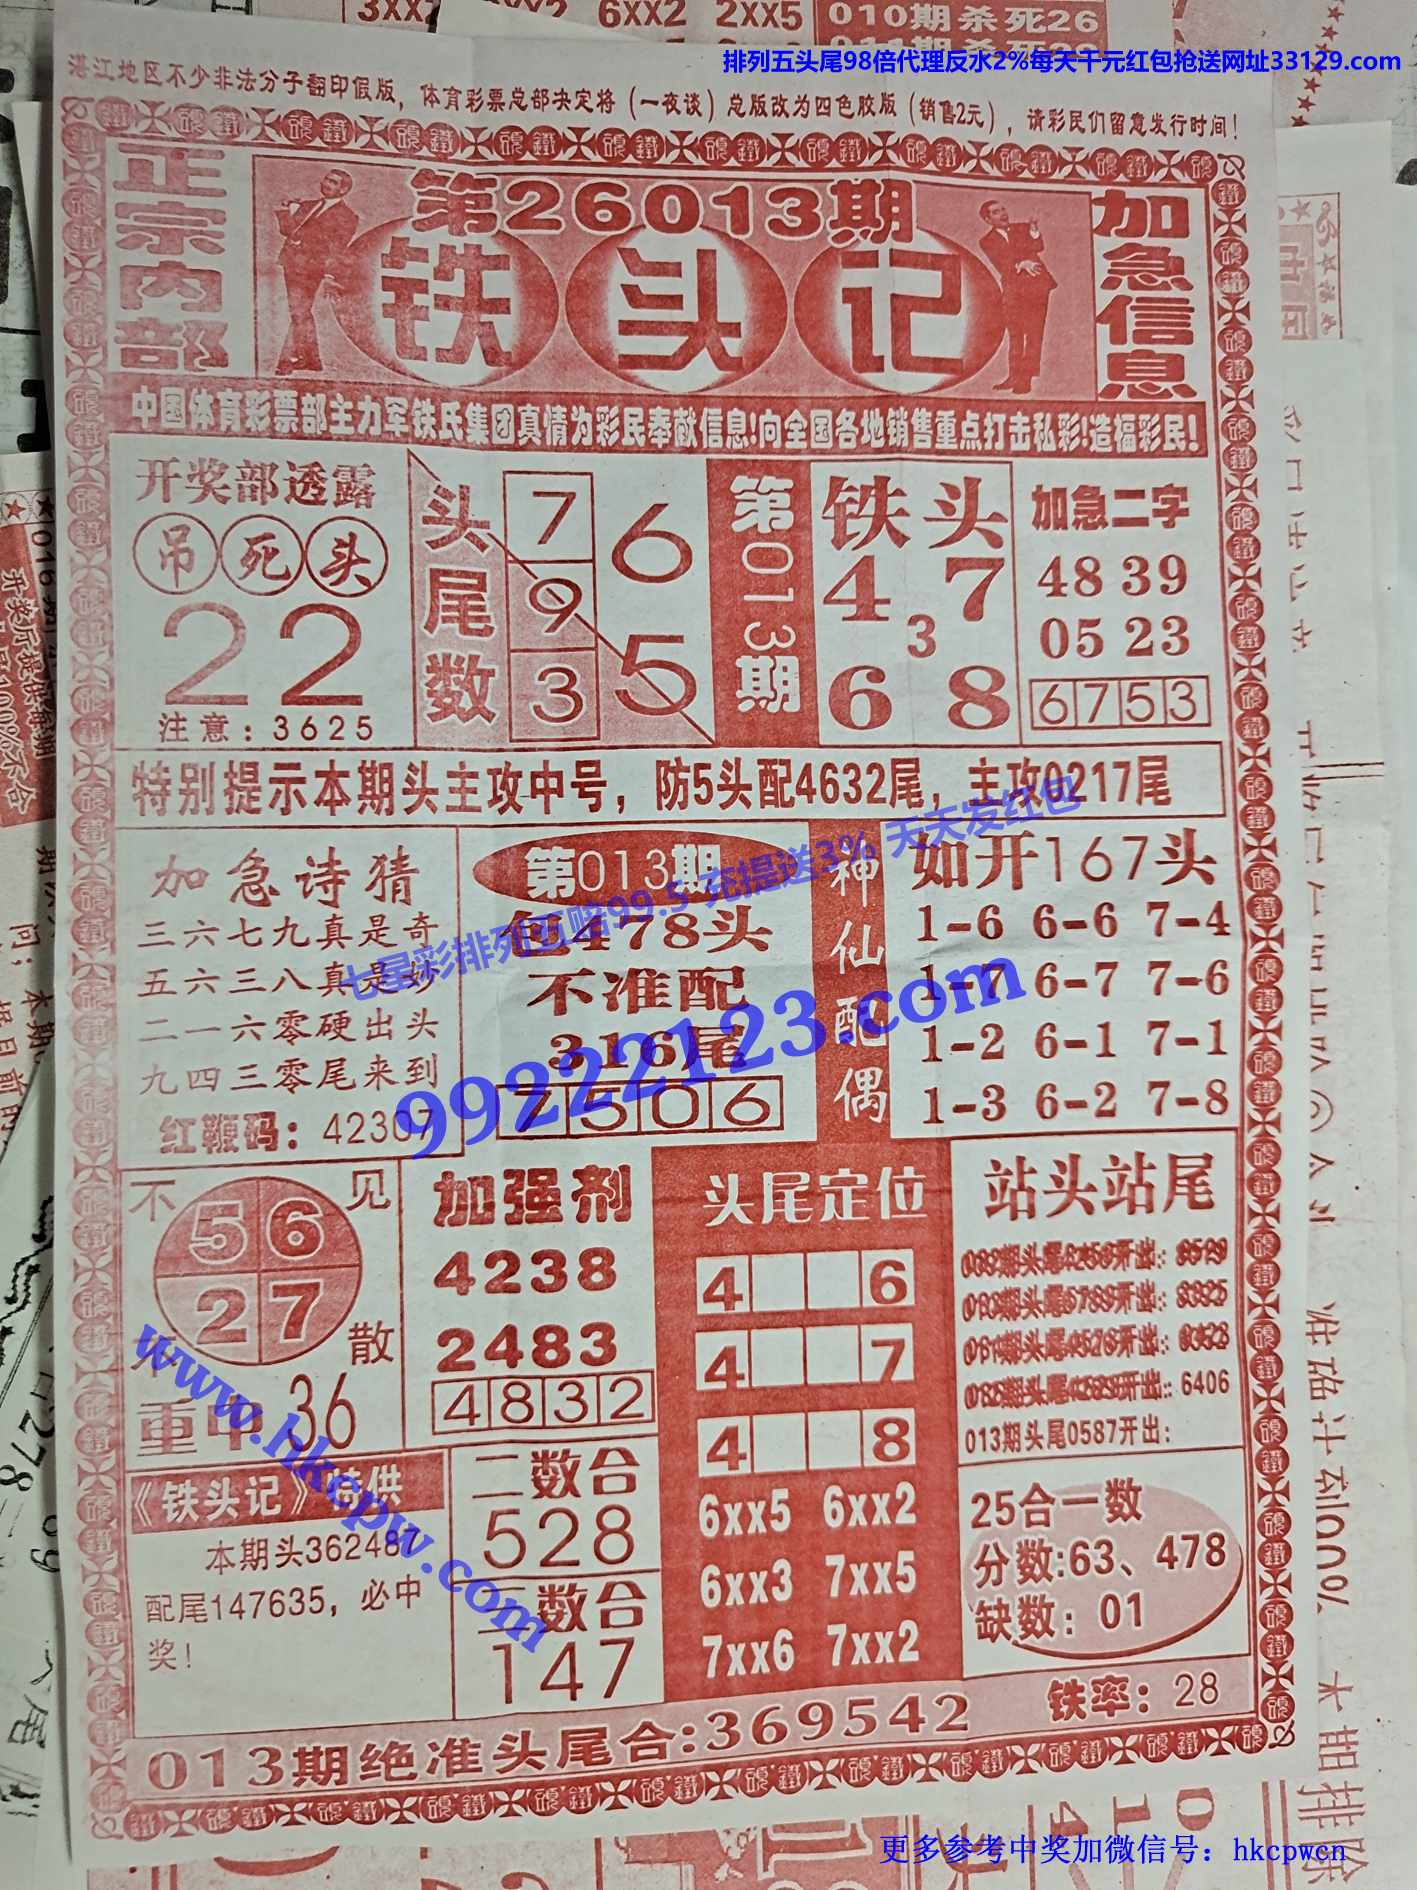 3XX7 6XX2 2XX5 010期杀死26
排列五头尾98倍代理反水2%每天千元红包抢送网址33129.com
湛江地区不少非法分子翻印假版，体育彩票总部决定将（一夜谈）总版改为四色胶版（销售2元），请彩民们留意发行时间！
正宗内部
第26013期
铁头记
加急信息
中国体育彩票部主力军铁氏集团真情为彩民奉献信息!向全国各地销售重点打击私彩!造福彩民!
开奖部透露
吊死头
22
注意：3625
头尾数
7 6
9
3 5
第013期
铁头
4 7
3
6 8
加急二字
48 39
05 23
6753
特别提示本期头主攻中号，防5头配4632尾，主攻0217尾
加急诗猜
三六七九真是奇
五六三八真是妙
二一六零硬出头
九四三零尾来到
红鞭码：42307
第013期
包478头
不准配
316尾
7506
神仙配偶
如开167头
1-6 6-6 7-4
1-7 6-7 7-6
1-2 6-1 7-1
1-3 6-2 7-8
七星彩排列五赔99.5 充提送3% 天天发红包
99222123.com
不见
56
27
不散
重中36
加强剂
4238
2483
4832
头尾定位
4 6
4 7
4 8
6xx5 6xx2
6xx3 7xx5
7xx6 7xx2
站头站尾
6406
013期头尾0587开出：
《铁头记》特供
本期头362487
配尾147635，必中
奖！
二数合
528
三数合
147
25合一数
分数:63、478
缺数：01
013期绝准头尾合:369542
铁率：28
www.hkcpw.com
更多参考中奖加微信号：hkcpwcn